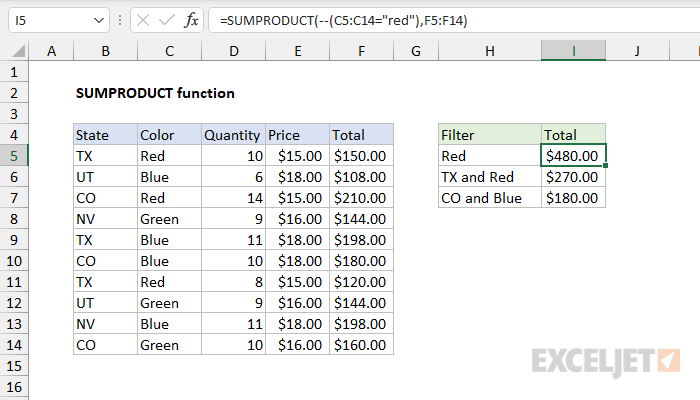 I5 fx =SUMPRODUCT(--(C5:C14="red"),F5:F14)
A B C D E F G H I J
1
2 SUMPRODUCT function
3
4 State Color Quantity Price Total Filter Total
5 TX Red 10 $15.00 $150.00 Red $480.00
6 UT Blue 6 $18.00 $108.00 TX and Red $270.00
7 CO Red 14 $15.00 $210.00 CO and Blue $180.00
8 NV Green 9 $16.00 $144.00
9 TX Blue 11 $18.00 $198.00
10 CO Blue 10 $18.00 $180.00
11 TX Red 8 $15.00 $120.00
12 UT Green 9 $16.00 $144.00
13 NV Blue 11 $18.00 $198.00
14 CO Green 10 $16.00 $160.00
15
16
EXCELJET